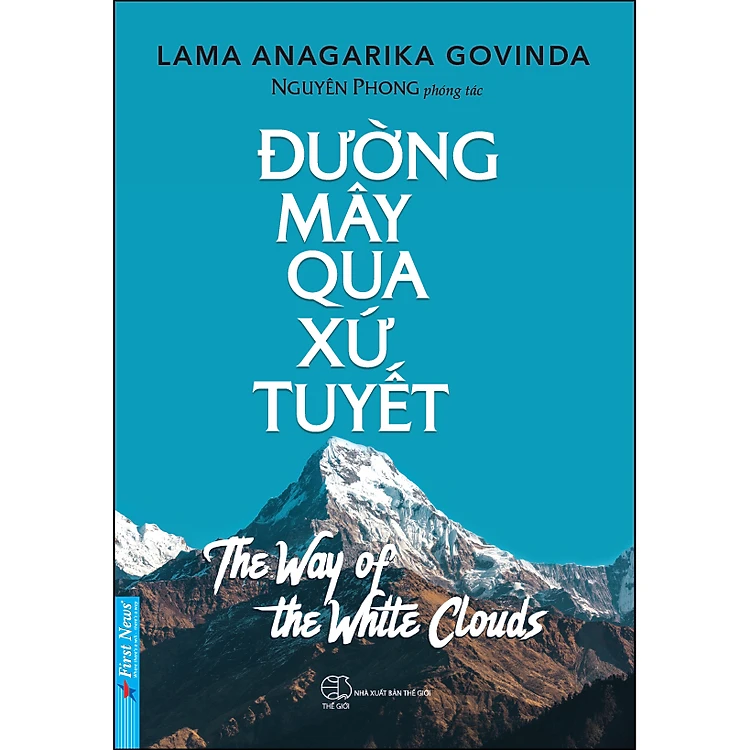 LAMA ANAGARIKA GOVINDA
NGUYÊN PHONG phóng tác
ĐƯỜNG
MÂY
QUA
XỨ
TUYẾT
The Way of
the White Clouds
First News
NHÀ XUẤT BẢN THẾ GIỚI
THẾ GIỚI